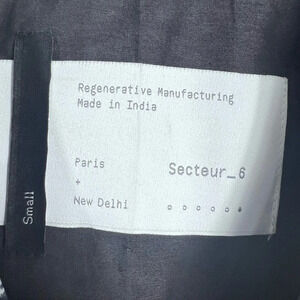 Regenerative Manufacturing
Made in India
Paris
+
New Delhi
Secteur_6
Small